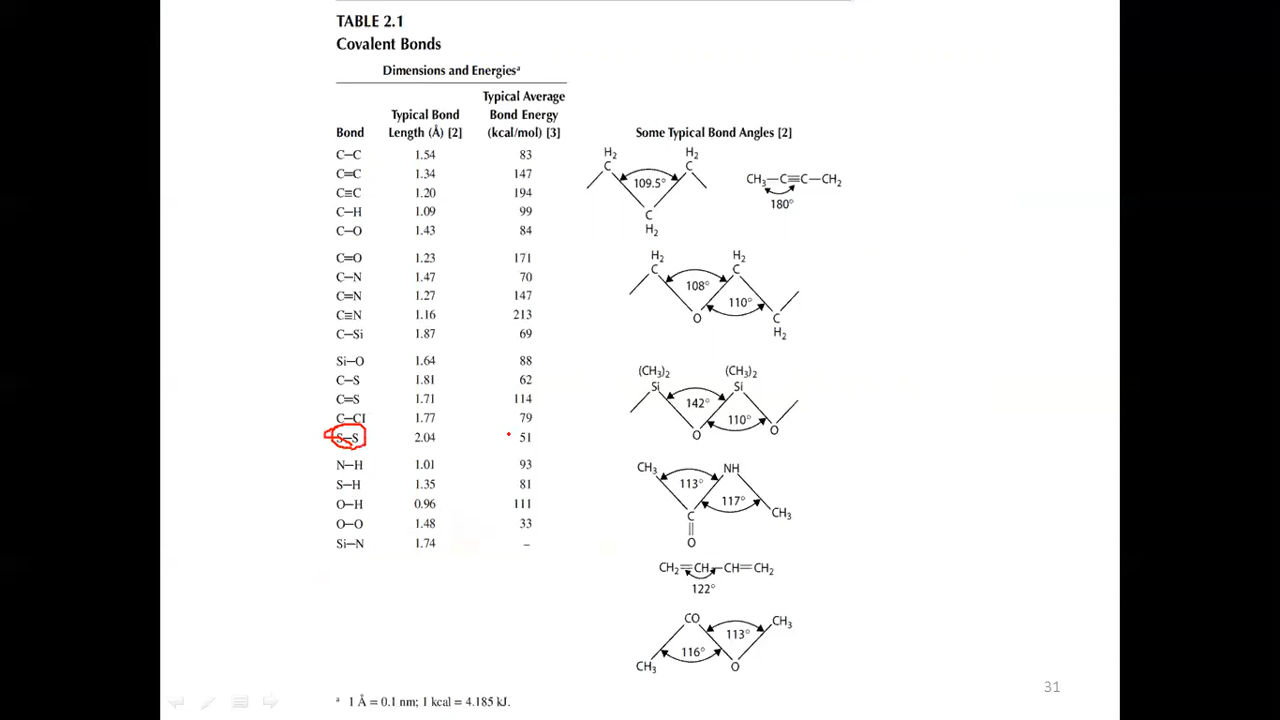 TABLE 2.1
Covalent Bonds
Dimensions and Energiesᵃ
Bond Typical Bond Length (Å) [2] Typical Average Bond Energy (kcal/mol) [3]
C–C 1.54 83
C=C 1.34 147
C≡C 1.20 194
C–H 1.09 99
C–O 1.43 84
C=O 1.23 171
C–N 1.47 70
C=N 1.27 147
C≡N 1.16 213
C–Si 1.87 69
Si–O 1.64 88
C–S 1.81 62
C=S 1.71 114
C–Cl 1.77 79
S–S 2.04 51
N–H 1.01 93
S–H 1.35 81
O–H 0.96 111
O–O 1.48 33
Si–N 1.74 –
Some Typical Bond Angles [2]
H₂ H₂
C C
109.5°
C
H₂
CH₃–C≡C–CH₂
180°
H₂ H₂
C C
108°
110°
O C
H₂
(CH₃)₂ (CH₃)₂
Si Si
142°
110°
O O
CH₃ NH
113°
117°
C CH₃
O
CH₂=CH–CH=CH₂
122°
CO CH₃
113°
116°
CH₃ O
ᵃ 1 Å = 0.1 nm; 1 kcal = 4.185 kJ.
31